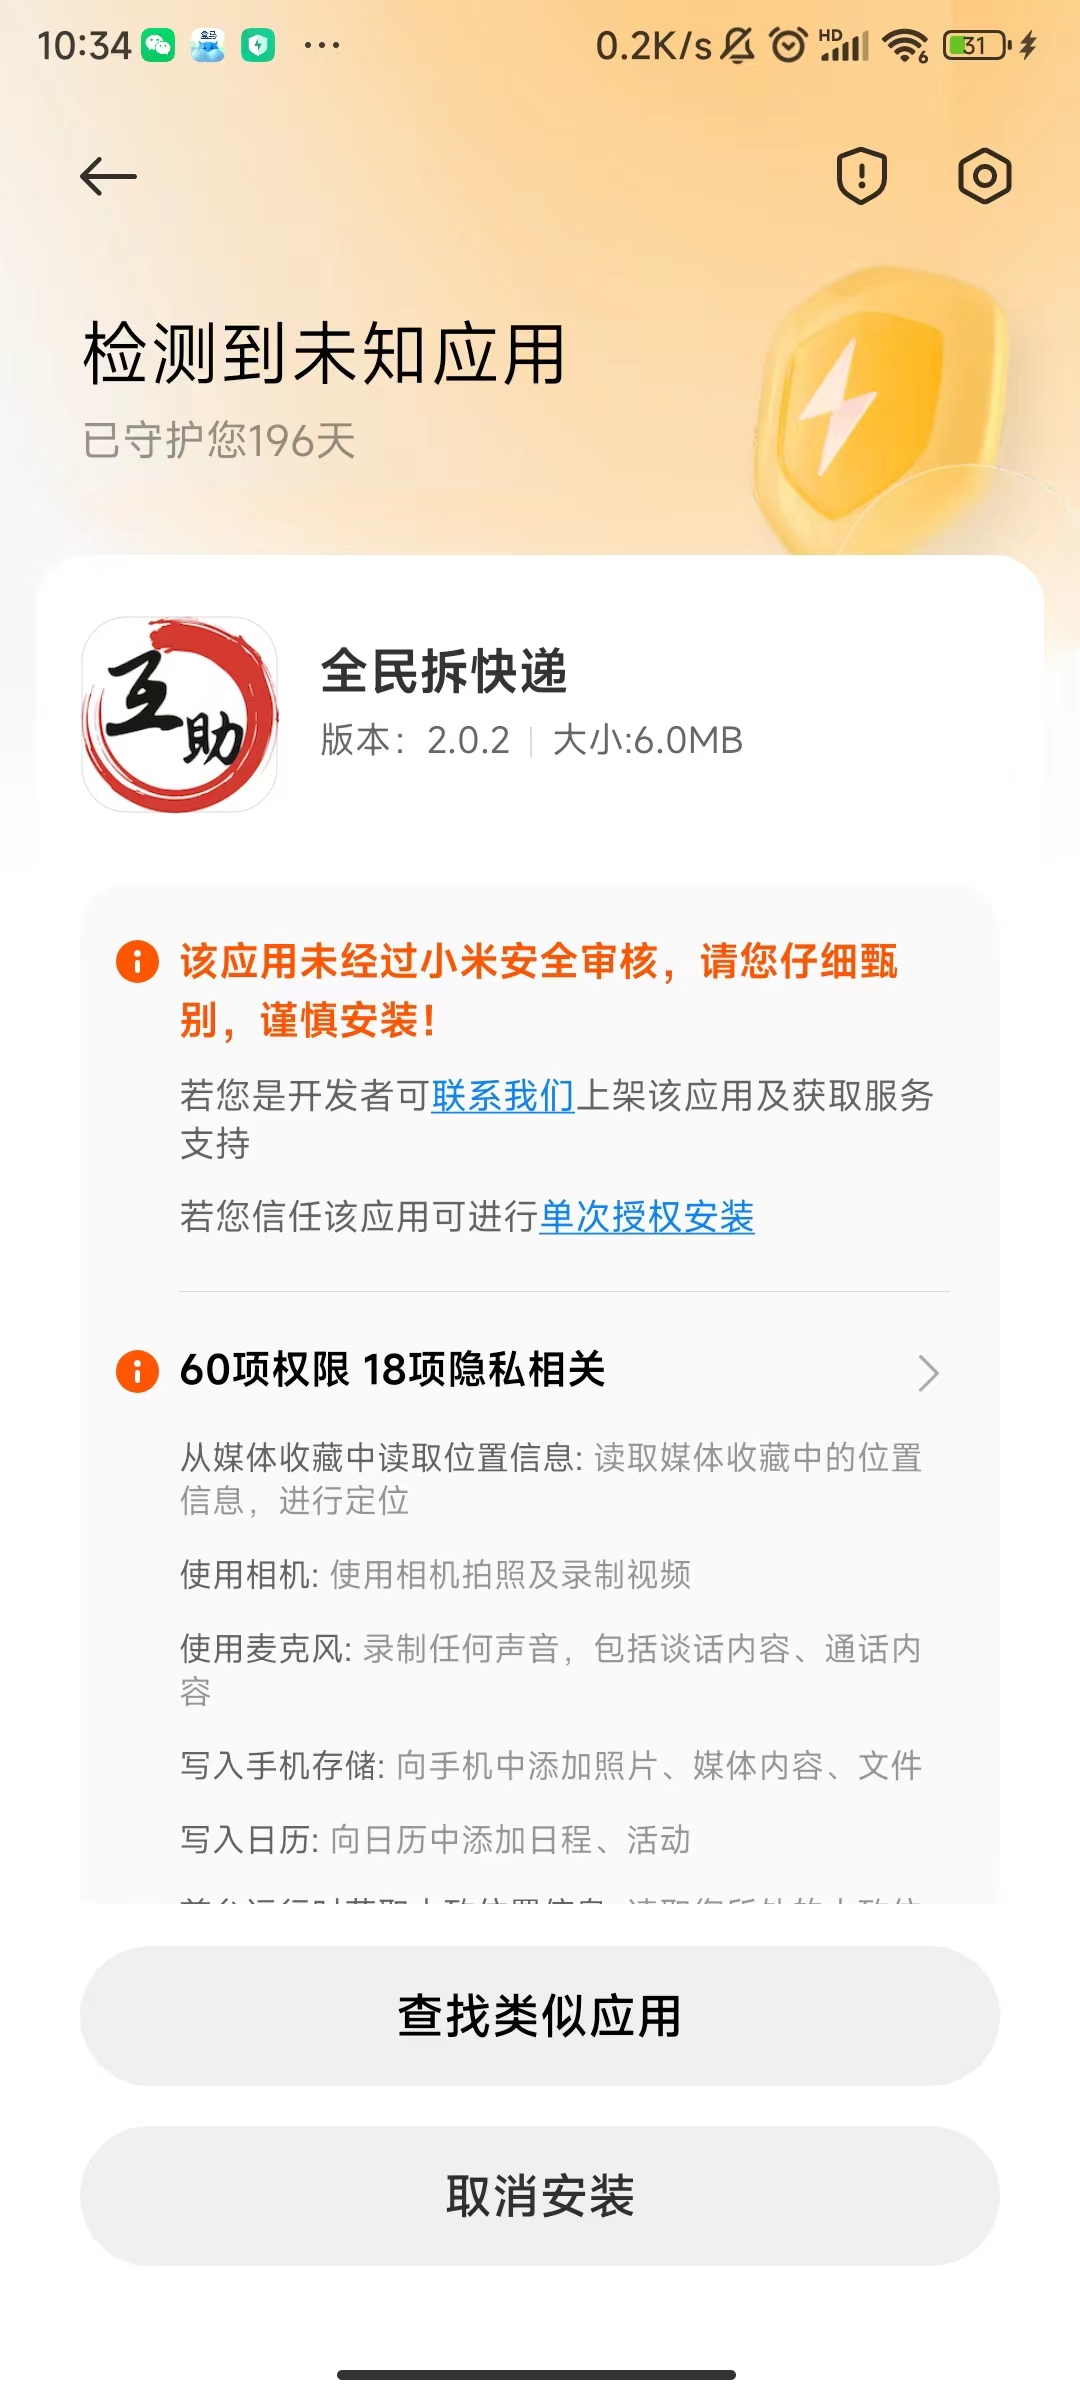 10:34
盒马
0.2K/s
HD
6
31
检测到未知应用
已守护您196天
互助
全民拆快递
版本：2.0.2 | 大小:6.0MB
该应用未经过小米安全审核，请您仔细甄
别，谨慎安装！
若您是开发者可联系我们上架该应用及获取服务
支持
若您信任该应用可进行单次授权安装
60项权限 18项隐私相关
从媒体收藏中读取位置信息: 读取媒体收藏中的位置
信息，进行定位
使用相机: 使用相机拍照及录制视频
使用麦克风: 录制任何声音，包括谈话内容、通话内
容
写入手机存储: 向手机中添加照片、媒体内容、文件
写入日历: 向日历中添加日程、活动
查找类似应用
取消安装